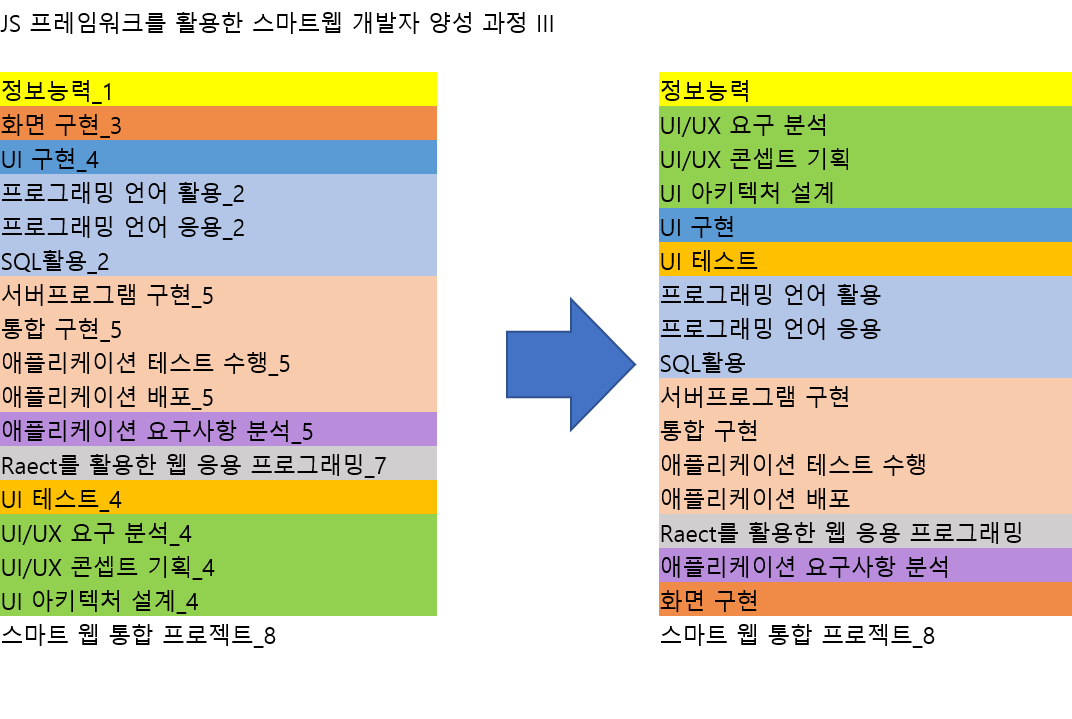 JS 프레임워크를 활용한 스마트웹 개발자 양성 과정 III
정보능력_1
화면 구현_3
UI 구현_4
프로그래밍 언어 활용_2
프로그래밍 언어 응용_2
SQL활용_2
서버프로그램 구현_5
통합 구현_5
애플리케이션 테스트 수행_5
애플리케이션 배포_5
애플리케이션 요구사항 분석_5
Raect를 활용한 웹 응용 프로그래밍_7
UI 테스트_4
UI/UX 요구 분석_4
UI/UX 콘셉트 기획_4
UI 아키텍처 설계_4
스마트 웹 통합 프로젝트_8
정보능력
UI/UX 요구 분석
UI/UX 콘셉트 기획
UI 아키텍처 설계
UI 구현
UI 테스트
프로그래밍 언어 활용
프로그래밍 언어 응용
SQL활용
서버프로그램 구현
통합 구현
애플리케이션 테스트 수행
애플리케이션 배포
Raect를 활용한 웹 응용 프로그래밍
애플리케이션 요구사항 분석
화면 구현
스마트 웹 통합 프로젝트_8